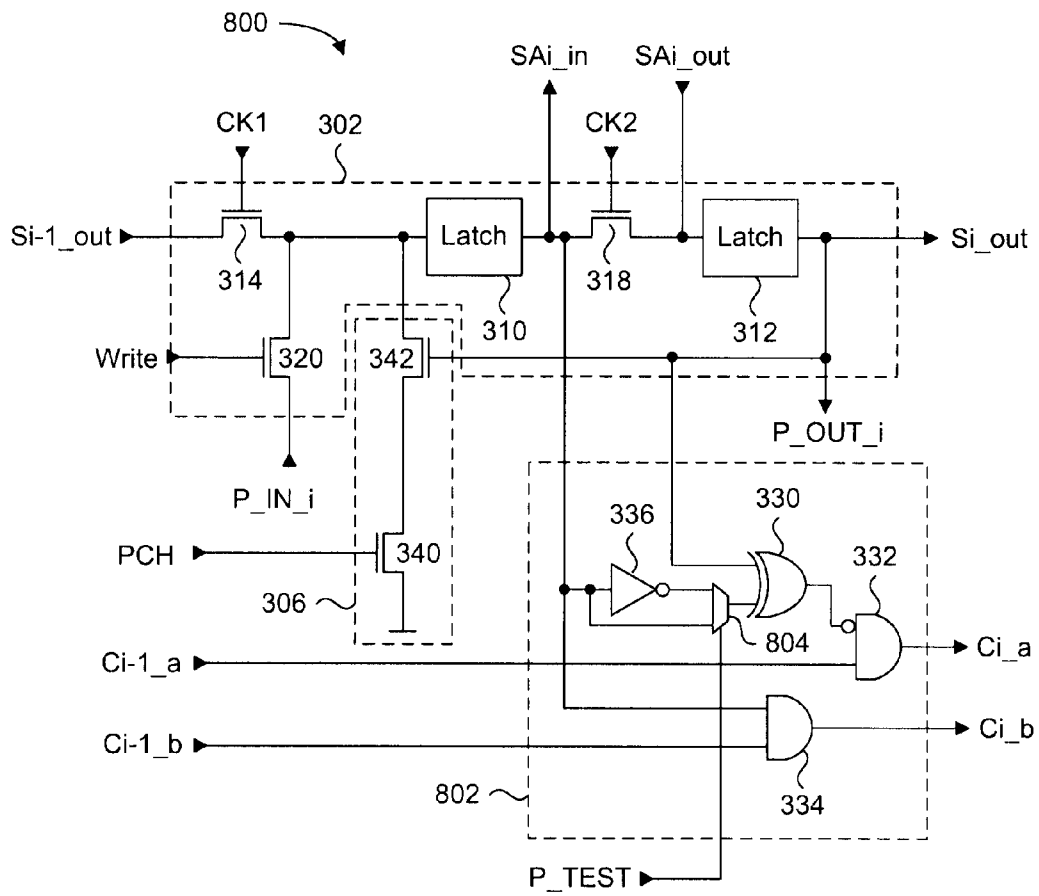 800
SAi_in
SAi_out
CK1
302
CK2
Si-1_out
Latch
Latch
Si_out
314
310
318
312
Write
320
342
P_OUT_i
P_IN_i
336
330
332
PCH
340
306
804
Ci-1_a
Ci_a
Ci-1_b
Ci_b
802
334
P_TEST